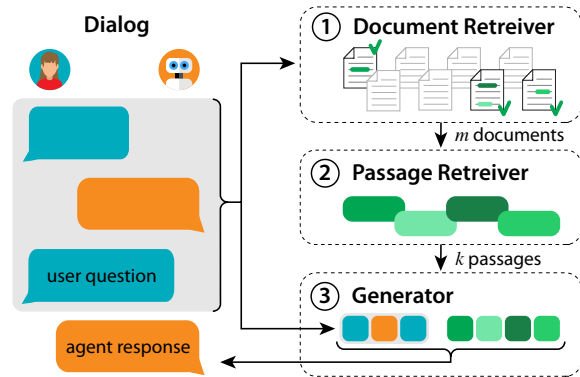 Dialog
user question
agent response
1 Document Retreiver
m documents
2 Passage Retreiver
k passages
3 Generator